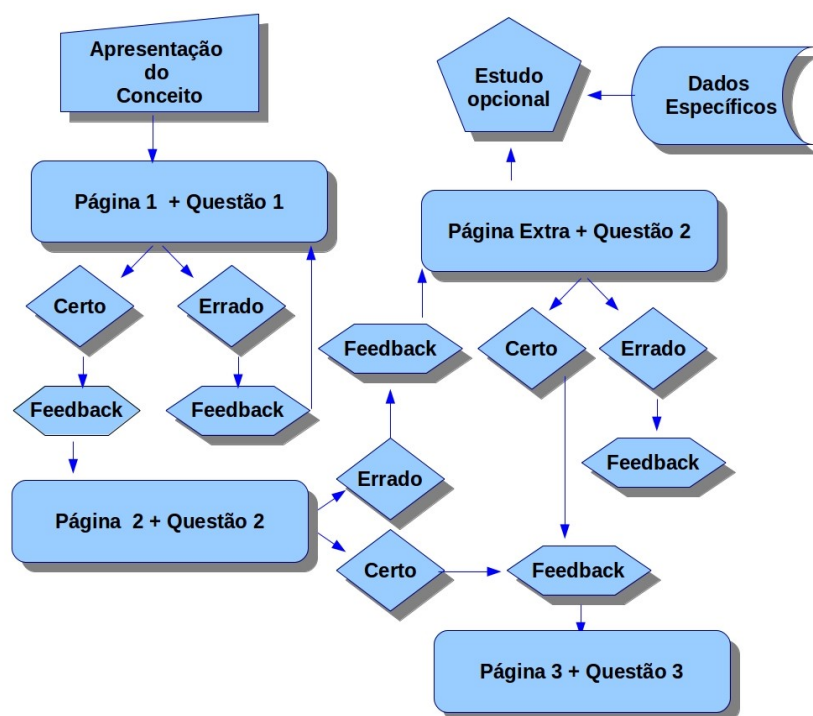 Apresentação
do
Conceito
Estudo
opcional
Dados
Específicos
Página 1 + Questão 1
Página Extra + Questão 2
Certo
Errado
Feedback
Certo
Errado
Feedback
Feedback
Errado
Feedback
Página 2 + Questão 2
Certo
Feedback
Página 3 + Questão 3